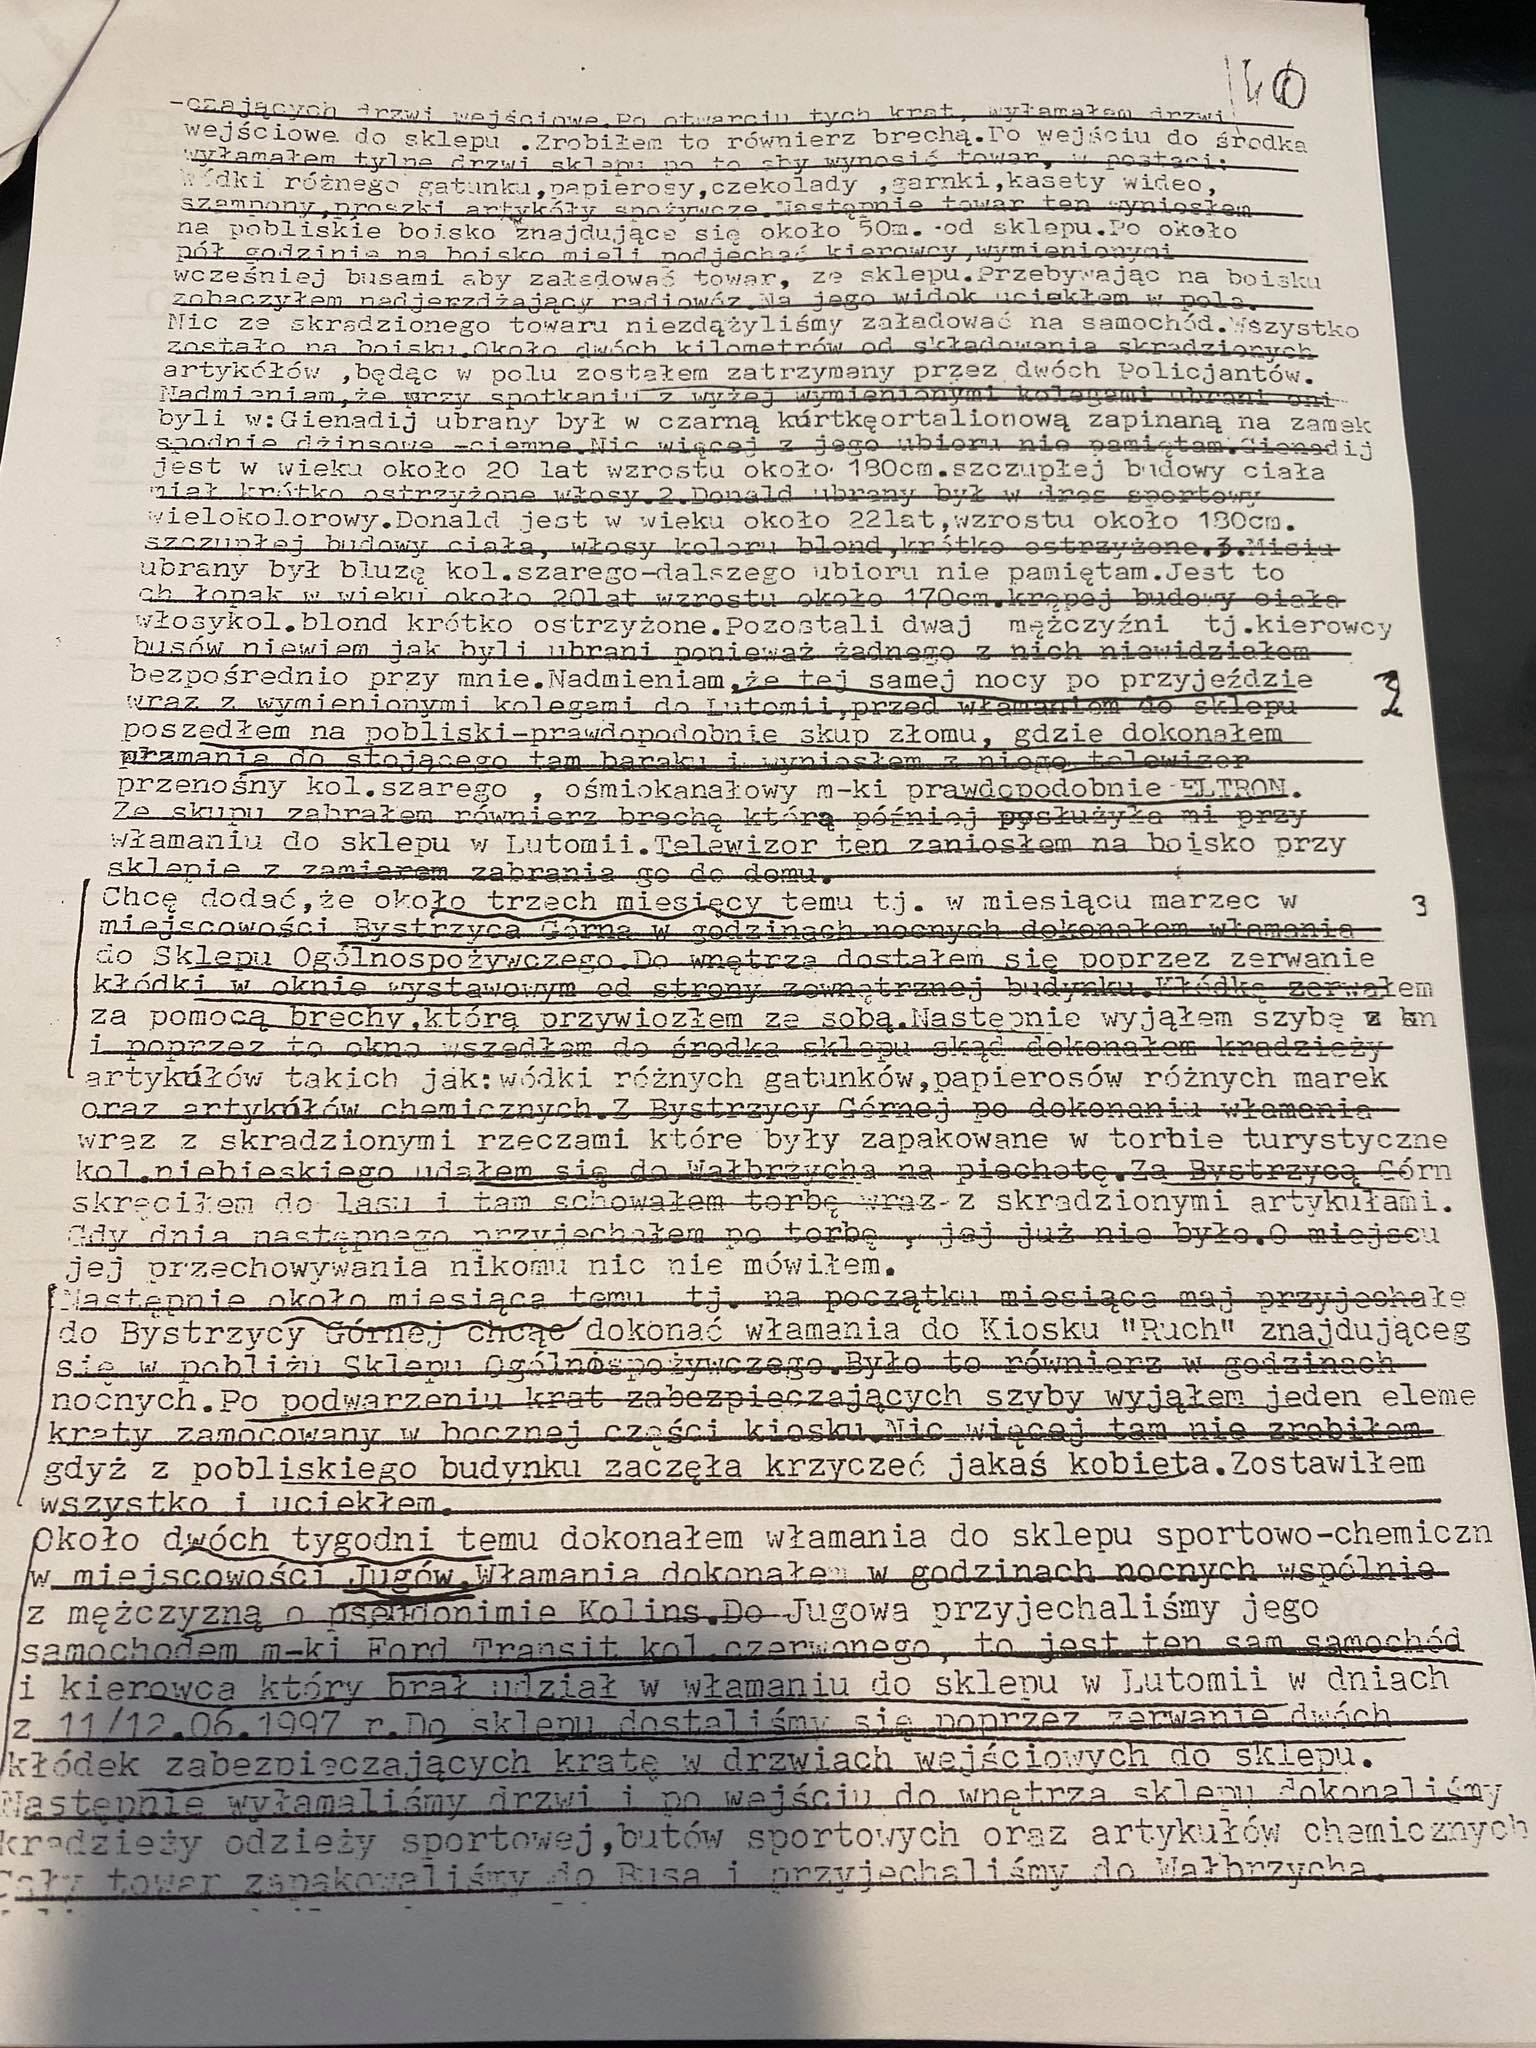 140
-czających drzwi wejściowe.Po otwarciu tych krat, wyłamałem drzwi
wejściowe do sklepu .Zrobiłem to równierz brechą.Po wejściu do środka
wyłamałem tylne drzwi sklepu po to aby wynosić towar, w postaci:
wódki różnego gatunku,papierosy,czekolady ,garnki,kasety wideo,
szampony,proszki artykóły spożywcze.Następnie towar ten wyniosłem
na pobliskie boisko znajdujące się około 50m. od sklepu.Po około
pół godzinie na boisko mieli podjechać kierowcy,wymienionymi
wcześniej busami aby załadować towar, ze sklepu.Przebywając na boisku
zobaczyłem nadjerzdżający radiowóz.Na jego widok uciekłem w pole.
Nic ze skradzionego towaru niezdążyliśmy załadować na samochód.Wszystko
zostało na boisku.Około dwóch kilometrów od składowania skradzionych
artykółów ,będąc w polu zostałem zatrzymany przez dwóch Policjantów.
Nadmieniam,że przy spotkaniu z wyżej wymienionymi kolegami ubrani oni
byli w:Gienadij ubrany był w czarną kúrtkęortalionową zapinaną na zamek
spodnie dżinsowe -ciemne.Nic więcej z jego ubioru nie pamiętam.Gienadij
jest w wieku około 20 lat wzrostu około 180cm.szczupłej budowy ciała
miał krótko ostrzyżone włosy.2.Donald ubrany był w dres sportowy
wielokolorowy.Donald jest w wieku około 22lat,wzrostu około 180cm.
szczupłej budowy ciała, włosy koloru blond,krótko ostrzyżone.3.Misiu
ubrany był bluzę kol.szarego-dalszego ubioru nie pamiętam.Jest to
ch łopak w wieku około 20lat wzrostu około 170cm.krępej budowy ciała
włosykol.blond krótko ostrzyżone.Pozostali dwaj mężczyźni tj.kierowcy
busów niewiem jak byli ubrani ponieważ żadnego z nich niewidziałem
bezpośrednio przy mnie.Nadmieniam,że tej samej nocy po przyjeździe
wraz z wymienionymi kolegami do Lutomii,przed włamaniem do sklepu 2
poszedłem na pobliski-prawdopodobnie skup złomu, gdzie dokonałem
włamania do stojącego tam baraku i wyniosłem z niego telewizor
przenośny kol.szarego , ośmiokanałowy m-ki prawdopodobnie ELTRON.
Ze skupu zabrałem równierz brechę którą później posłużyła mi przy
włamaniu do sklepu w Lutomii.Telewizor ten zaniosłem na boisko przy
sklepie z zamiarem zabrania go do domu.
Chcę dodać,że około trzech miesięcy temu tj. w miesiącu marzec w 3
miejscowości Bystrzyca Górna w godzinach nocnych dokonałem włamania
do Sklepu Ogólnospożywczego.Do wnętrza dostałem się poprzez zerwanie
kłódki w oknie wystawowym od strony zewnętrznej budynku.Kłódkę zerwałem
za pomocą brechy,którą przywiozłem ze sobą.Następnie wyjąłem szybę z
i poprzez to okno wszedłem do środka sklepu skąd dokonałem kradzieży
artykúłów takich jak:wódki różnych gatunków,papierosów różnych marek
oraz artykúłów chemicznych.Z Bystrzycy Górnej po dokonaniu włamania
wraz z skradzionymi rzeczami które były zapakowane w torbie turystyczne
kol.niebieskiego udałem się do Wałbrzycha na piechotę.Za Bystrzycą Górn
skręciłem do lasu i tam schowałem torbę wraz z skradzionymi artykułami.
Gdy dnia następnego przyjechałem po torbę , jej już nie było.O miejscu
jej przechowywania nikomu nic nie mówiłem.
Następnie około miesiąca temu tj. na początku miesiąca maj przyjechałe
do Bystrzycy Górnej chcąc dokonać włamania do Kiosku "Ruch" znajdująceg
się w pobliżu Sklepu Ogólnospożywczego.Było to równierz w godzinach
nocnych.Po podwarzeniu krat zabezpieczających szyby wyjąłem jeden eleme
kraty zamocowany w bocznej części kiosku.Nic więcej tam nie zrobiłem
gdyż z pobliskiego budynku zaczęła krzyczeć jakaś kobieta.Zostawiłem
wszystko i uciekłem.
Około dwóch tygodni temu dokonałem włamania do sklepu sportowo-chemiczn
w miejscowości Jugów.Włamania dokonałem w godzinach nocnych wspólnie
z mężczyzną o pseudonimie Kolins.Do Jugowa przyjechaliśmy jego
samochodem m-ki Ford Transit kol.czerwonego, to jest ten sam samochód
i kierowca który brał udział w włamaniu do sklepu w Lutomii w dniach
z 11/12.06.1997 r.Do sklepu dostaliśmy się poprzez zerwanie dwóch
kłódek zabezpieczających kratę w drzwiach wejściowych do sklepu.
Następnie wyłamaliśmy drzwi i po wejściu do wnętrza sklepu dokonaliśmy
kradzieży odzieży sportowej,butów sportowych oraz artykułów chemicznych
Cały towar zapakowaliśmy do Busa i przyjechaliśmy do Wałbrzycha.